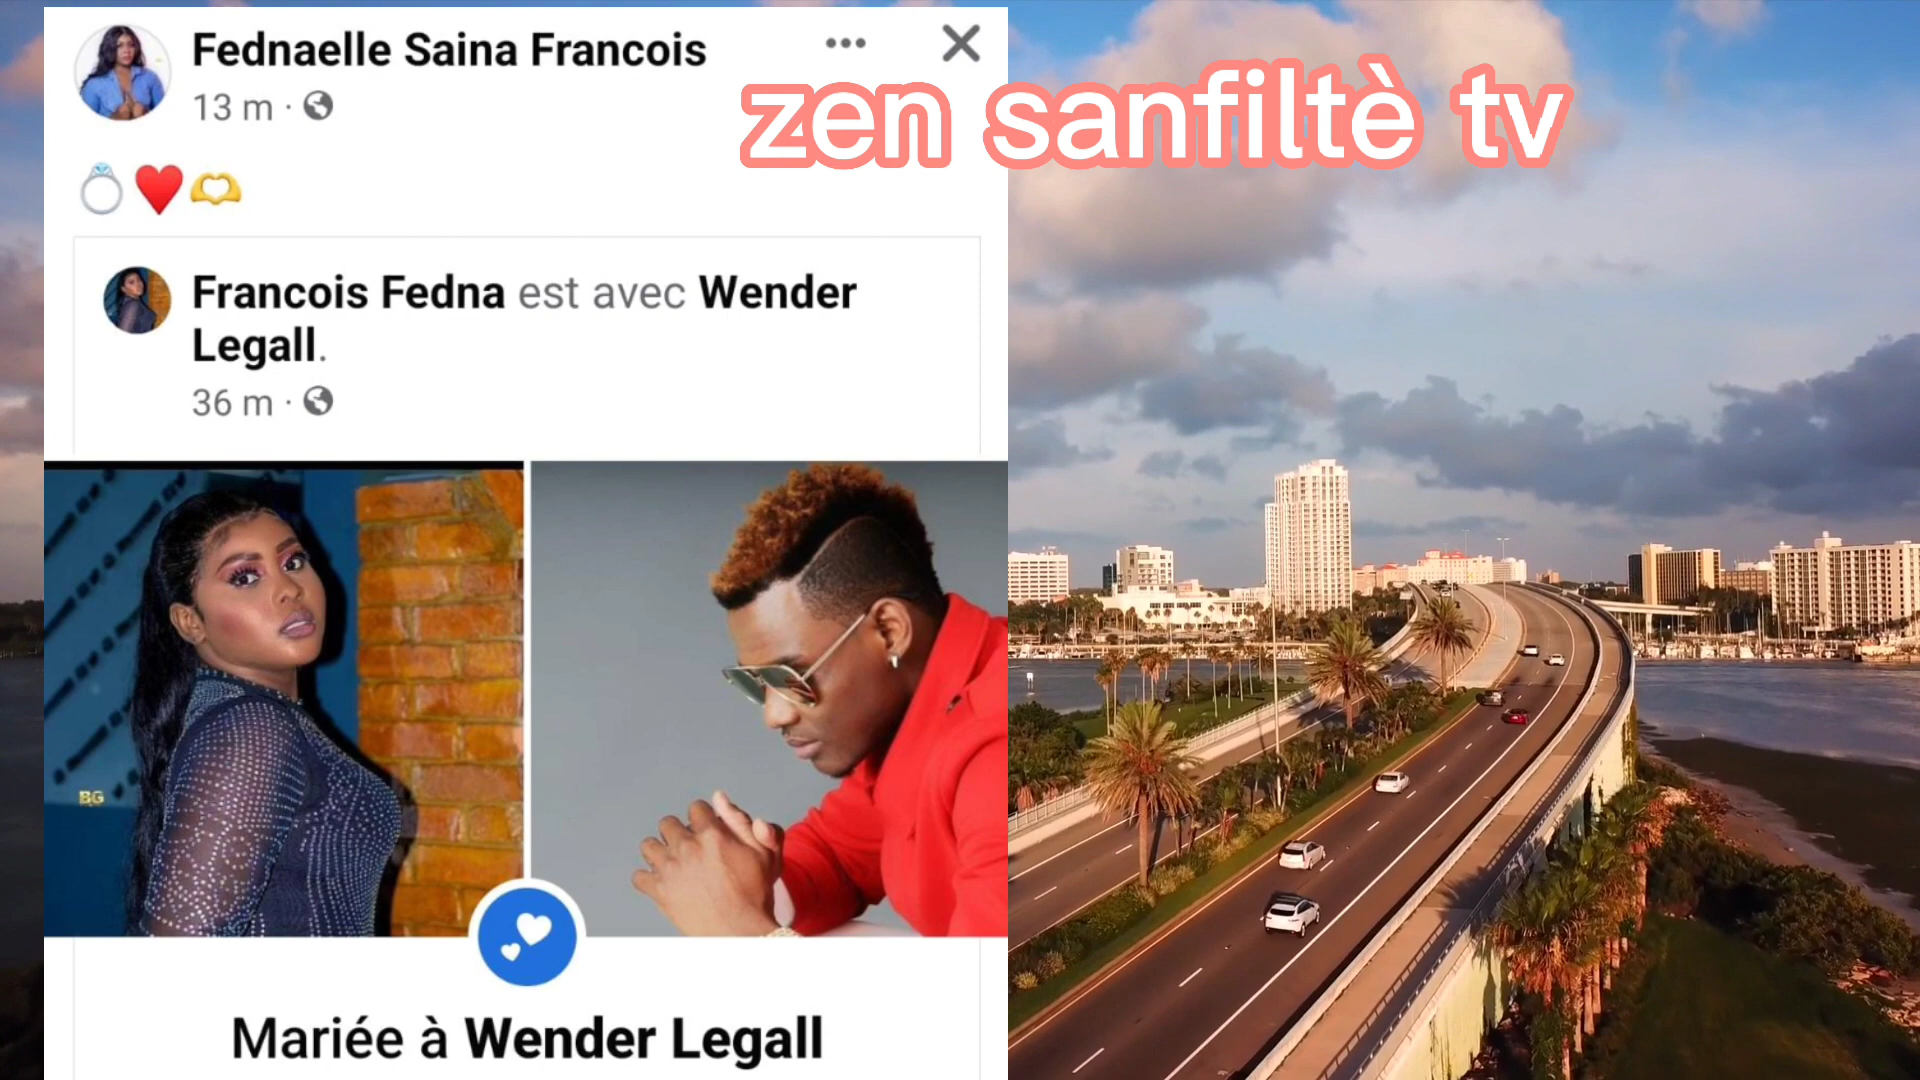 Fednaelle Saina Francois
13 m ·
zen sanfiltè tv
Francois Fedna est avec Wender
Legall.
36 m ·
BG
Mariée à Wender Legall